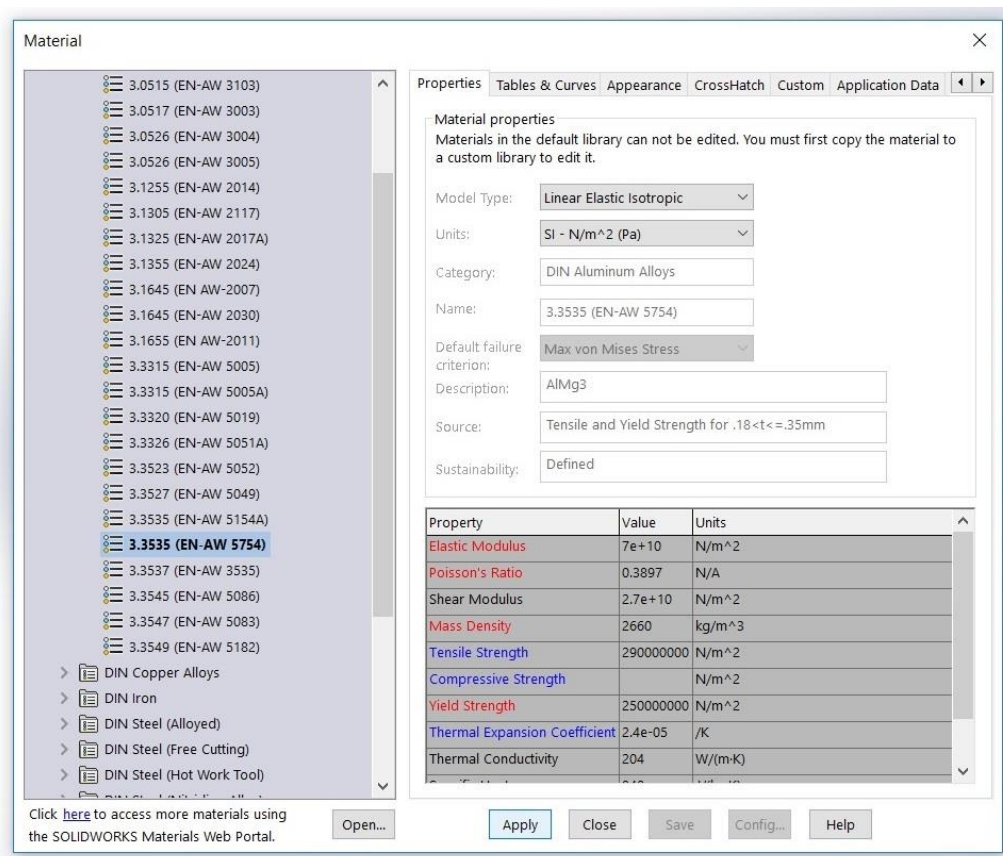 Material
3.0515 (EN-AW 3103)
3.0517 (EN-AW 3003)
3.0526 (EN-AW 3004)
3.0526 (EN-AW 3005)
3.1255 (EN-AW 2014)
3.1305 (EN-AW 2117)
3.1325 (EN-AW 2017A)
3.1355 (EN-AW 2024)
3.1645 (EN AW-2007)
3.1645 (EN-AW 2030)
3.1655 (EN AW-2011)
3.3315 (EN-AW 5005)
3.3315 (EN-AW 5005A)
3.3320 (EN-AW 5019)
3.3326 (EN-AW 5051A)
3.3523 (EN-AW 5052)
3.3527 (EN-AW 5049)
3.3535 (EN-AW 5154A)
3.3535 (EN-AW 5754)
3.3537 (EN-AW 3535)
3.3545 (EN-AW 5086)
3.3547 (EN-AW 5083)
3.3549 (EN-AW 5182)
DIN Copper Alloys
DIN Iron
DIN Steel (Alloyed)
DIN Steel (Free Cutting)
DIN Steel (Hot Work Tool)
Click here to access more materials using
the SOLIDWORKS Materials Web Portal.
Open...
Properties Tables & Curves Appearance CrossHatch Custom Application Data
Material properties
Materials in the default library can not be edited. You must first copy the material to
a custom library to edit it.
Model Type: Linear Elastic Isotropic
Units: SI - N/m^2 (Pa)
Category: DIN Aluminum Alloys
Name: 3.3535 (EN-AW 5754)
Default failure
criterion: Max von Mises Stress
Description: AlMg3
Source: Tensile and Yield Strength for .18<t<=.35mm
Sustainability: Defined
Property Value Units
Elastic Modulus 7e+10 N/m^2
Poisson's Ratio 0.3897 N/A
Shear Modulus 2.7e+10 N/m^2
Mass Density 2660 kg/m^3
Tensile Strength 290000000 N/m^2
Compressive Strength N/m^2
Yield Strength 250000000 N/m^2
Thermal Expansion Coefficient 2.4e-05 /K
Thermal Conductivity 204 W/(m·K)
Apply Close Save Config... Help